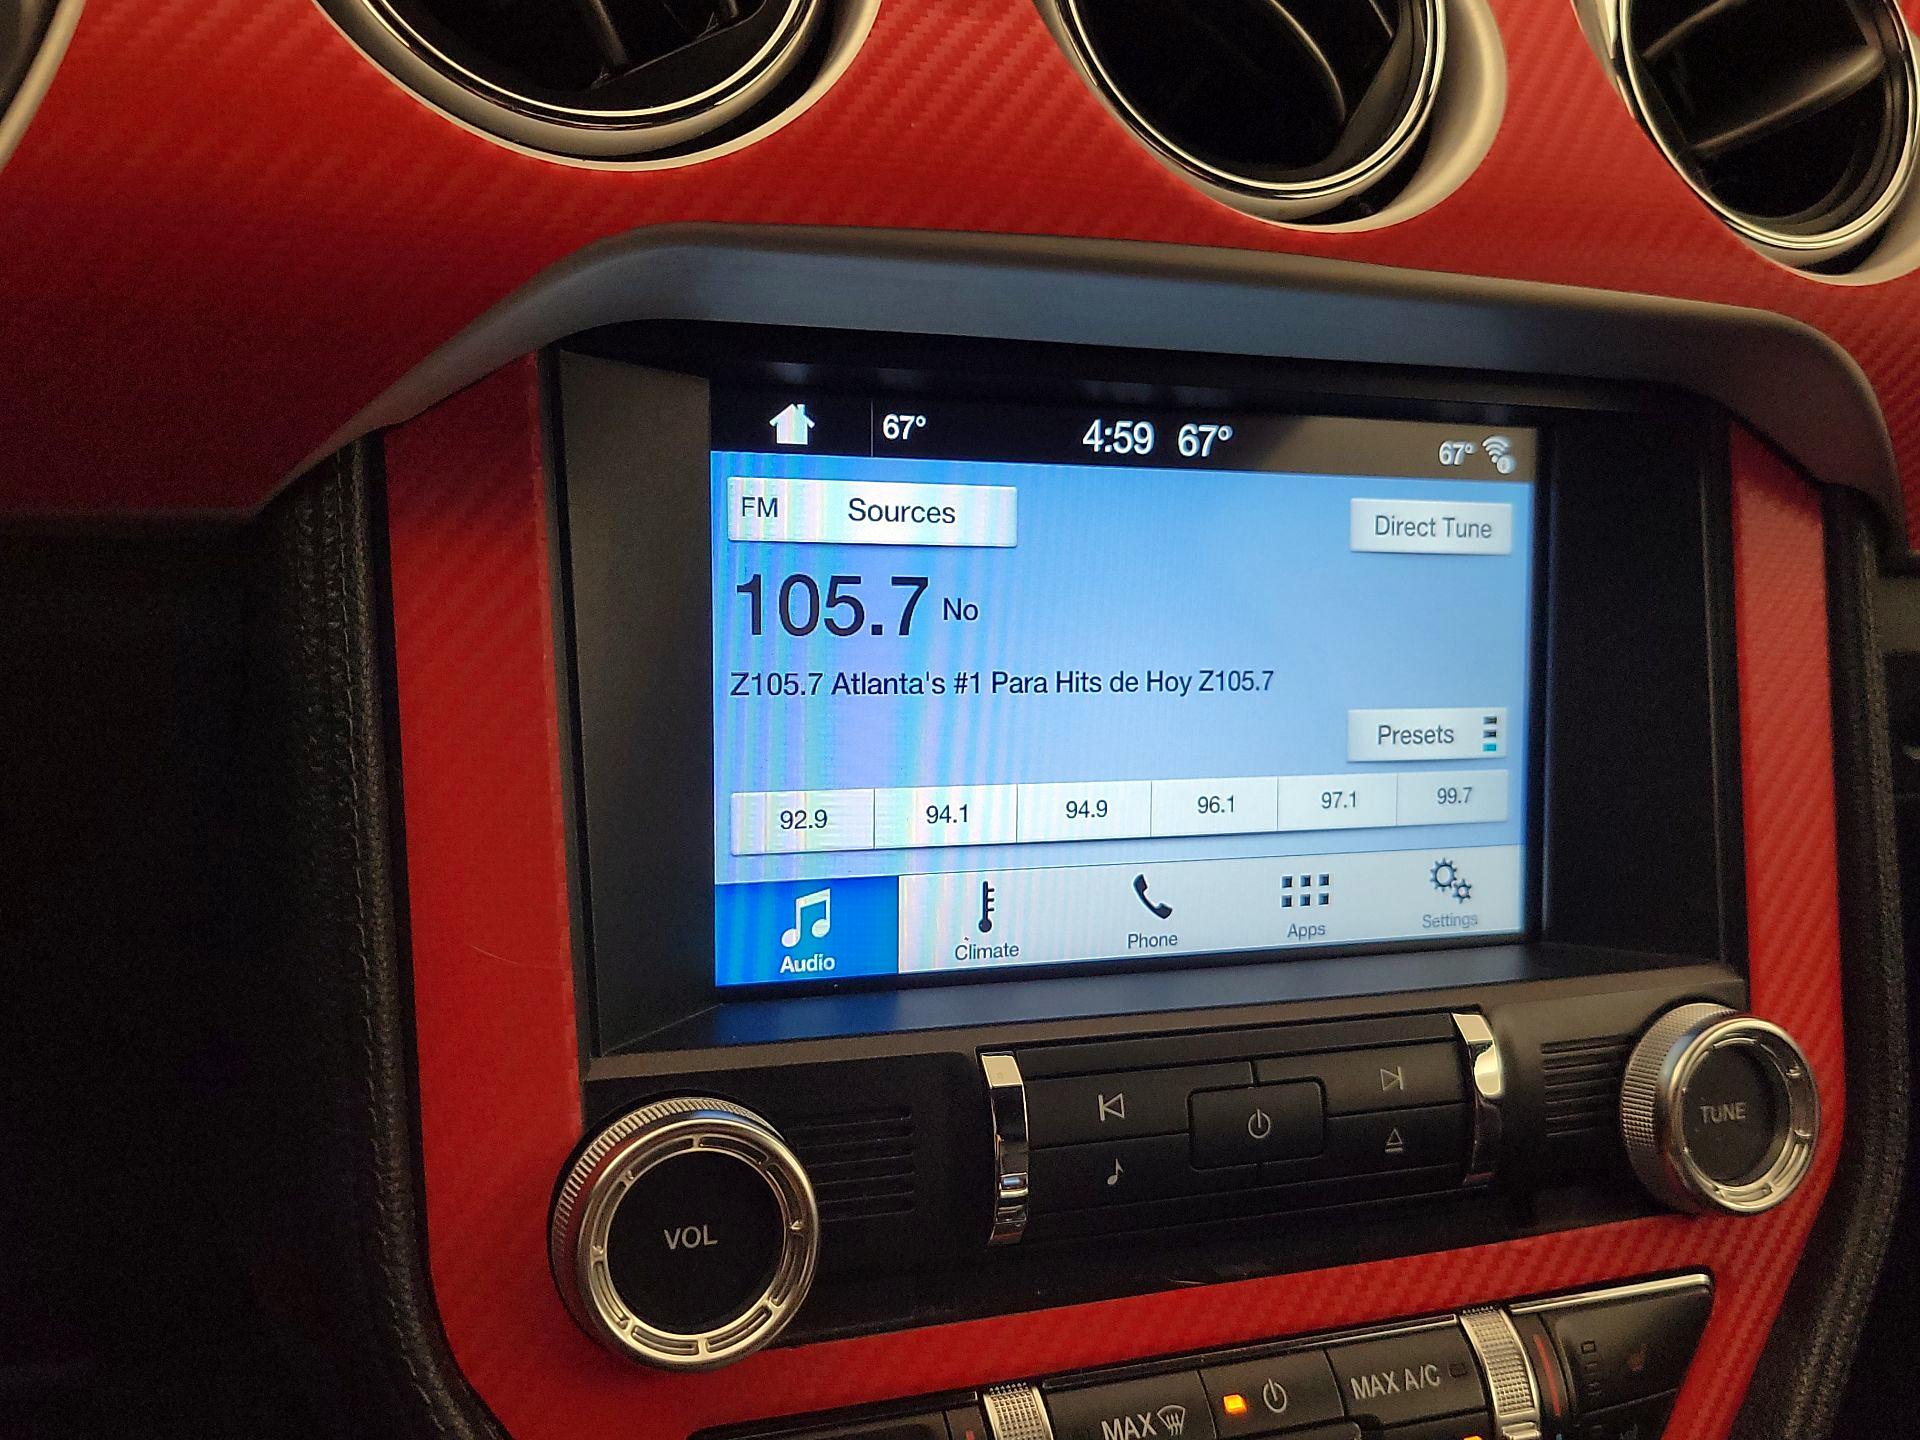 67° 4:59 67° 67°
FM Sources Direct Tune
105.7 No
Z105.7 Atlanta's #1 Para Hits de Hoy Z105.7
Presets
92.9 94.1 94.9 96.1 97.1 99.7
Audio Climate Phone Apps Settings
VOL TUNE
MAX MAX A/C